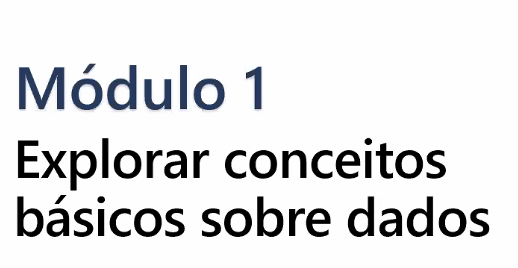 Módulo 1
Explorar conceitos
básicos sobre dados